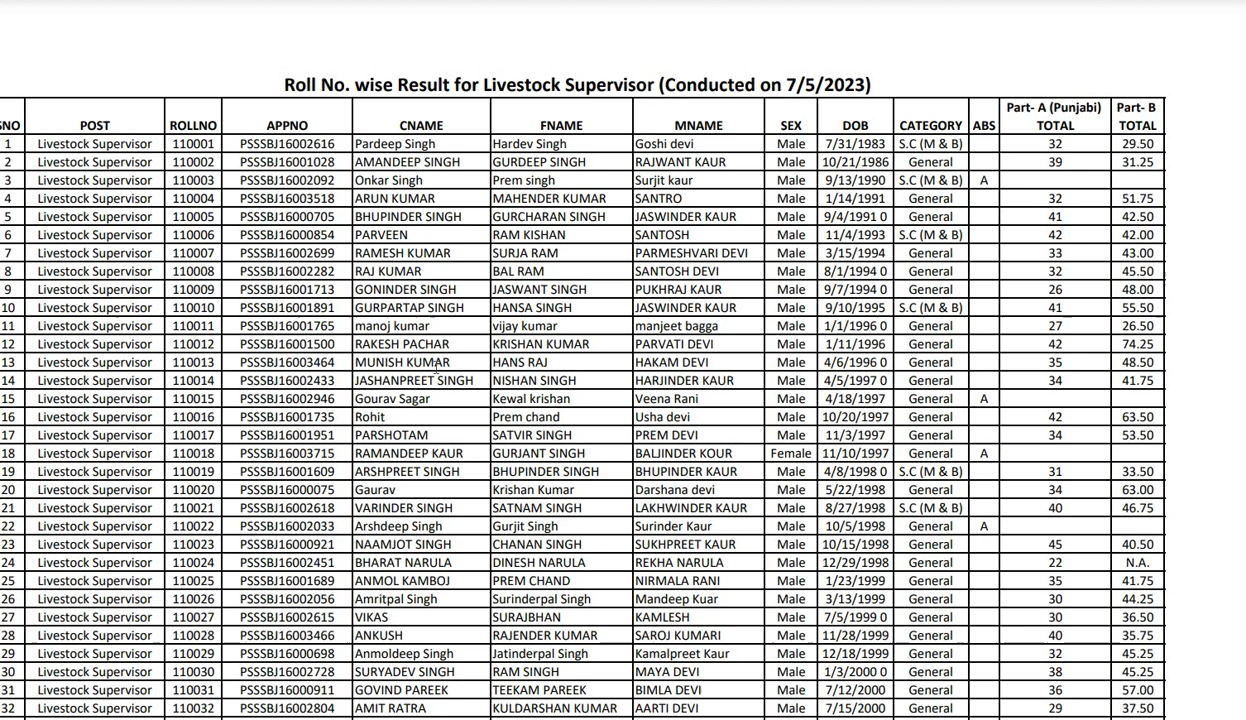 Roll No. wise Result for Livestock Supervisor (Conducted on 7/5/2023)
Part- A (Punjabi) Part- B
SNO POST ROLLNO APPNO CNAME FNAME MNAME SEX DOB CATEGORY ABS TOTAL TOTAL
1 Livestock Supervisor 110001 PSSSBJ16002616 Pardeep Singh Hardev Singh Goshi devi Male 7/31/1983 S.C (M & B) 32 29.50
2 Livestock Supervisor 110002 PSSSBJ16001028 AMANDEEP SINGH GURDEEP SINGH RAJWANT KAUR Male 10/21/1986 General 39 31.25
3 Livestock Supervisor 110003 PSSSBJ16002092 Onkar Singh Prem singh Surjit kaur Male 9/13/1990 S.C (M & B) A
4 Livestock Supervisor 110004 PSSSBJ16003518 ARUN KUMAR MAHENDER KUMAR SANTRO Male 1/14/1991 General 32 51.75
5 Livestock Supervisor 110005 PSSSBJ16000705 BHUPINDER SINGH GURCHARAN SINGH JASWINDER KAUR Male 9/4/1991 0 General 41 42.50
6 Livestock Supervisor 110006 PSSSBJ16000854 PARVEEN RAM KISHAN SANTOSH Male 11/4/1993 S.C (M & B) 42 42.00
7 Livestock Supervisor 110007 PSSSBJ16002699 RAMESH KUMAR SURJA RAM PARMESHVARI DEVI Male 3/15/1994 General 33 43.00
8 Livestock Supervisor 110008 PSSSBJ16002282 RAJ KUMAR BAL RAM SANTOSH DEVI Male 8/1/1994 0 General 32 45.50
9 Livestock Supervisor 110009 PSSSBJ16001713 GONINDER SINGH JASWANT SINGH PUKHRAJ KAUR Male 9/7/1994 0 General 26 48.00
10 Livestock Supervisor 110010 PSSSBJ16001891 GURPARTAP SINGH HANSA SINGH JASWINDER KAUR Male 9/10/1995 S.C (M & B) 41 55.50
11 Livestock Supervisor 110011 PSSSBJ16001765 manoj kumar vijay kumar manjeet bagga Male 1/1/1996 0 General 27 26.50
12 Livestock Supervisor 110012 PSSSBJ16001500 RAKESH PACHAR KRISHAN KUMAR PARVATI DEVI Male 1/11/1996 General 42 74.25
13 Livestock Supervisor 110013 PSSSBJ16003464 MUNISH KUMAR HANS RAJ HAKAM DEVI Male 4/6/1996 0 General 35 48.50
14 Livestock Supervisor 110014 PSSSBJ16002433 JASHANPREET SINGH NISHAN SINGH HARJINDER KAUR Male 4/5/1997 0 General 34 41.75
15 Livestock Supervisor 110015 PSSSBJ16002946 Gourav Sagar Kewal krishan Veena Rani Male 4/18/1997 General A
16 Livestock Supervisor 110016 PSSSBJ16001735 Rohit Prem chand Usha devi Male 10/20/1997 General 42 63.50
17 Livestock Supervisor 110017 PSSSBJ16001951 PARSHOTAM SATVIR SINGH PREM DEVI Male 11/3/1997 General 34 53.50
18 Livestock Supervisor 110018 PSSSBJ16003715 RAMANDEEP KAUR GURJANT SINGH BALJINDER KOUR Female 11/10/1997 General A
19 Livestock Supervisor 110019 PSSSBJ16001609 ARSHPREET SINGH BHUPINDER SINGH BHUPINDER KAUR Male 4/8/1998 0 S.C (M & B) 31 33.50
20 Livestock Supervisor 110020 PSSSBJ16000075 Gaurav Krishan Kumar Darshana devi Male 5/22/1998 General 34 63.00
21 Livestock Supervisor 110021 PSSSBJ16002618 VARINDER SINGH SATNAM SINGH LAKHWINDER KAUR Male 8/27/1998 S.C (M & B) 40 46.75
22 Livestock Supervisor 110022 PSSSBJ16002033 Arshdeep Singh Gurjit Singh Surinder Kaur Male 10/5/1998 General A
23 Livestock Supervisor 110023 PSSSBJ16000921 NAAMJOT SINGH CHANAN SINGH SUKHPREET KAUR Male 10/15/1998 General 45 40.50
24 Livestock Supervisor 110024 PSSSBJ16002451 BHARAT NARULA DINESH NARULA REKHA NARULA Male 12/29/1998 General 22 N.A.
25 Livestock Supervisor 110025 PSSSBJ16001689 ANMOL KAMBOJ PREM CHAND NIRMALA RANI Male 1/23/1999 General 35 41.75
26 Livestock Supervisor 110026 PSSSBJ16002056 Amritpal Singh Surinderpal Singh Mandeep Kuar Male 3/13/1999 General 30 44.25
27 Livestock Supervisor 110027 PSSSBJ16002615 VIKAS SURAJBHAN KAMLESH Male 7/5/1999 0 General 30 36.50
28 Livestock Supervisor 110028 PSSSBJ16003466 ANKUSH RAJENDER KUMAR SAROJ KUMARI Male 11/28/1999 General 40 35.75
29 Livestock Supervisor 110029 PSSSBJ16000698 Anmoldeep Singh Jatinderpal Singh Kamalpreet Kaur Male 12/18/1999 General 32 45.25
30 Livestock Supervisor 110030 PSSSBJ16002728 SURYADEV SINGH RAM SINGH MAYA DEVI Male 1/3/2000 0 General 38 45.25
31 Livestock Supervisor 110031 PSSSBJ16000911 GOVIND PAREEK TEEKAM PAREEK BIMLA DEVI Male 7/12/2000 General 36 57.00
32 Livestock Supervisor 110032 PSSSBJ16002804 AMIT RATRA KULDARSHAN KUMAR AARTI DEVI Male 7/15/2000 General 29 37.50